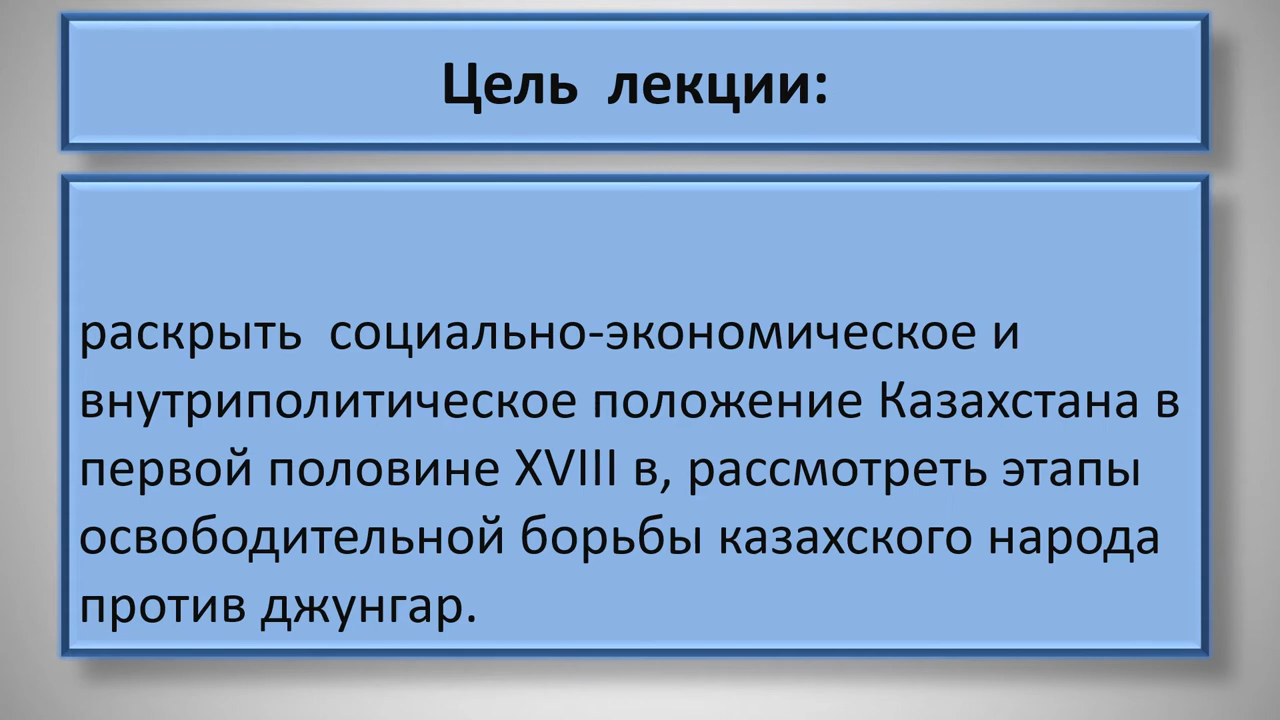 Цель лекции:
раскрыть социально-экономическое и
внутриполитическое положение Казахстана в
первой половине XVIII в, рассмотреть этапы
освободительной борьбы казахского народа
против джунгар.